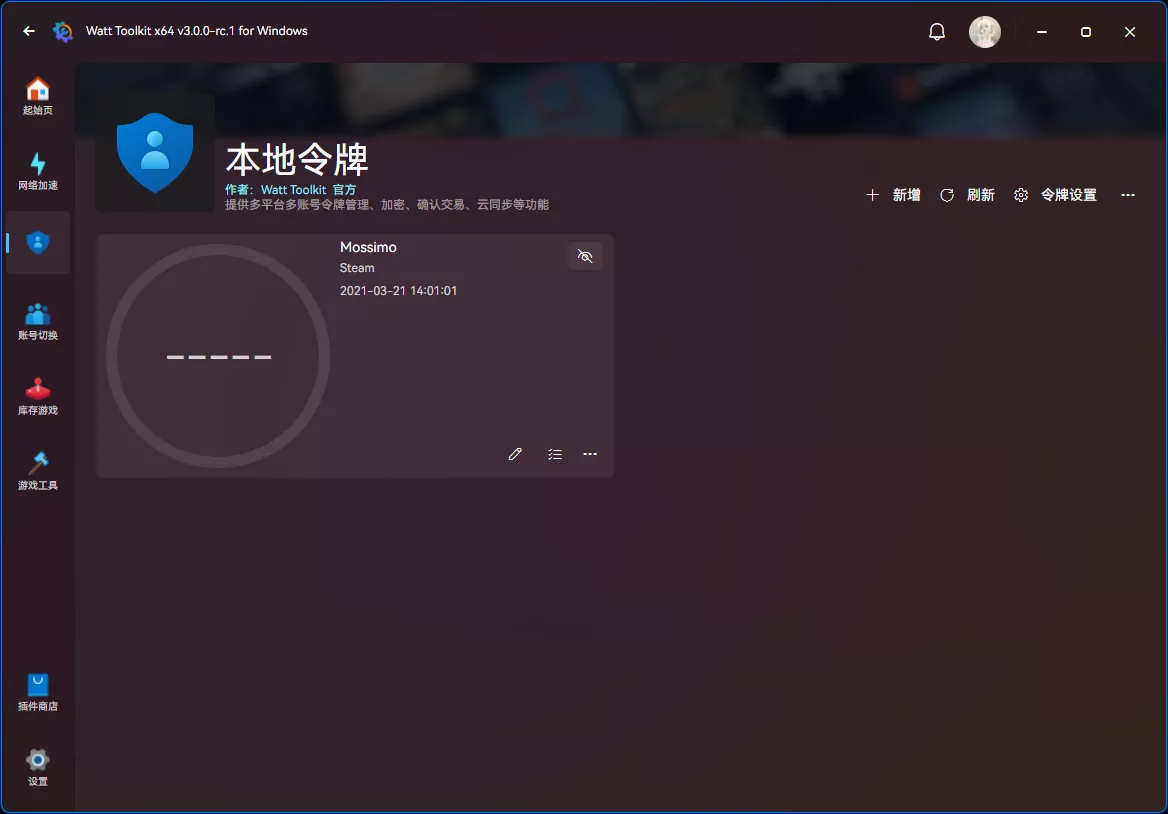 Watt Toolkit x64 v3.0.0-rc.1 for Windows
起始页
网络加速
账号切换
库存游戏
游戏工具
插件商店
设置
本地令牌
作者: Watt Toolkit 官方
提供多平台多账号令牌管理、加密、确认交易、云同步等功能
新增 刷新 令牌设置
Mossimo
Steam
2021-03-21 14:01:01